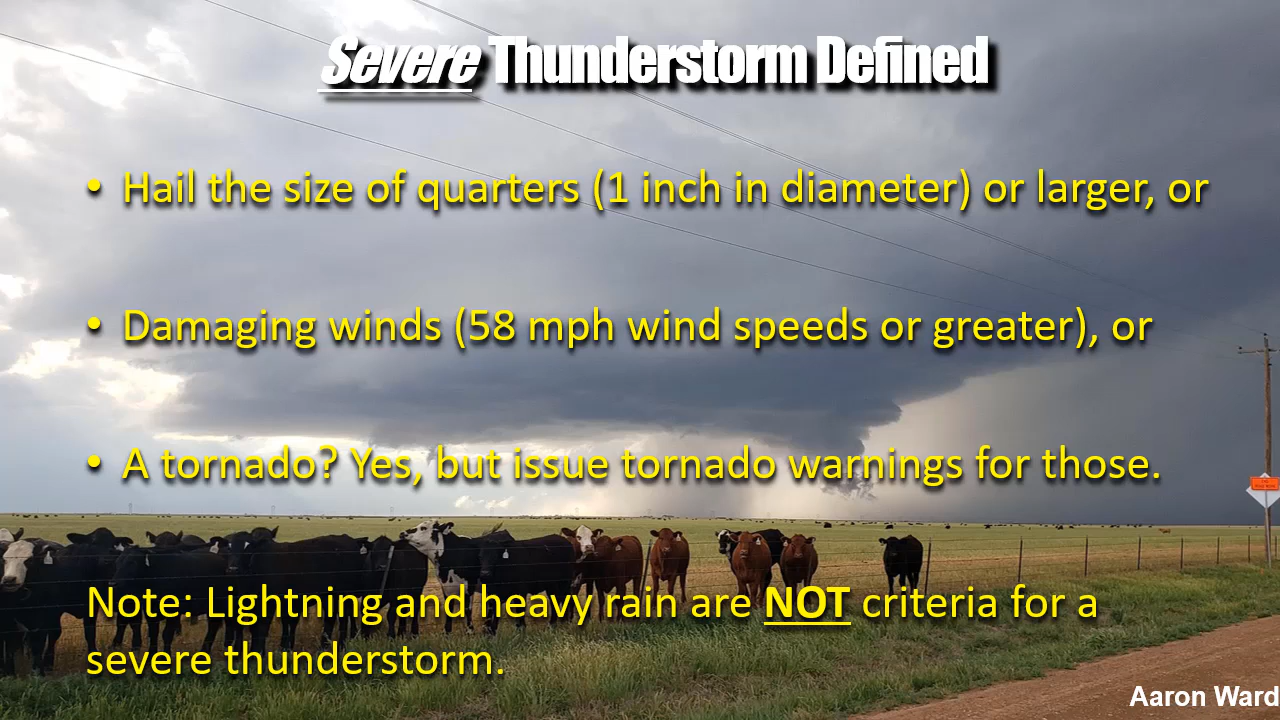 Severe Thunderstorm Defined
• Hail the size of quarters (1 inch in diameter) or larger, or
• Damaging winds (58 mph wind speeds or greater), or
• A tornado? Yes, but issue tornado warnings for those.
Note: Lightning and heavy rain are NOT criteria for a
severe thunderstorm.
Aaron Ward